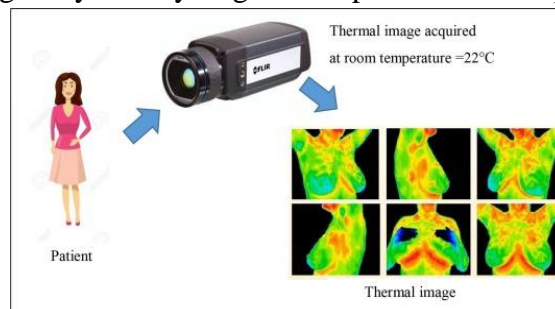 Thermal image acquired
at room temperature =22°C
FLIR
Patient
Thermal image